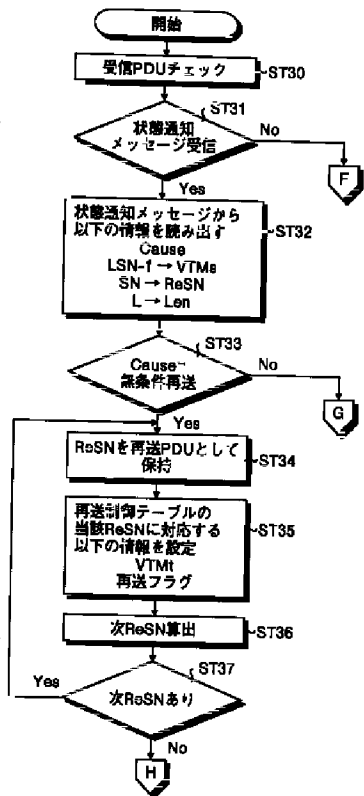 開始
受信PDUチェック
ST30
ST31
状態通知
メッセージ受信
No
F
Yes
状態通知メッセージから
以下の情報を読み出す
Cause
LSN-1 → VTMs
SN → ReSN
L → Len
ST32
ST33
Cause=
無条件再送
No
G
Yes
ReSNを再送PDUとして
保持
ST34
再送制御テーブルの
当該ReSNに対応する
以下の情報を設定
VTMt
再送フラグ
ST35
次ReSN算出
ST36
ST37
Yes
次ReSNあり
No
H